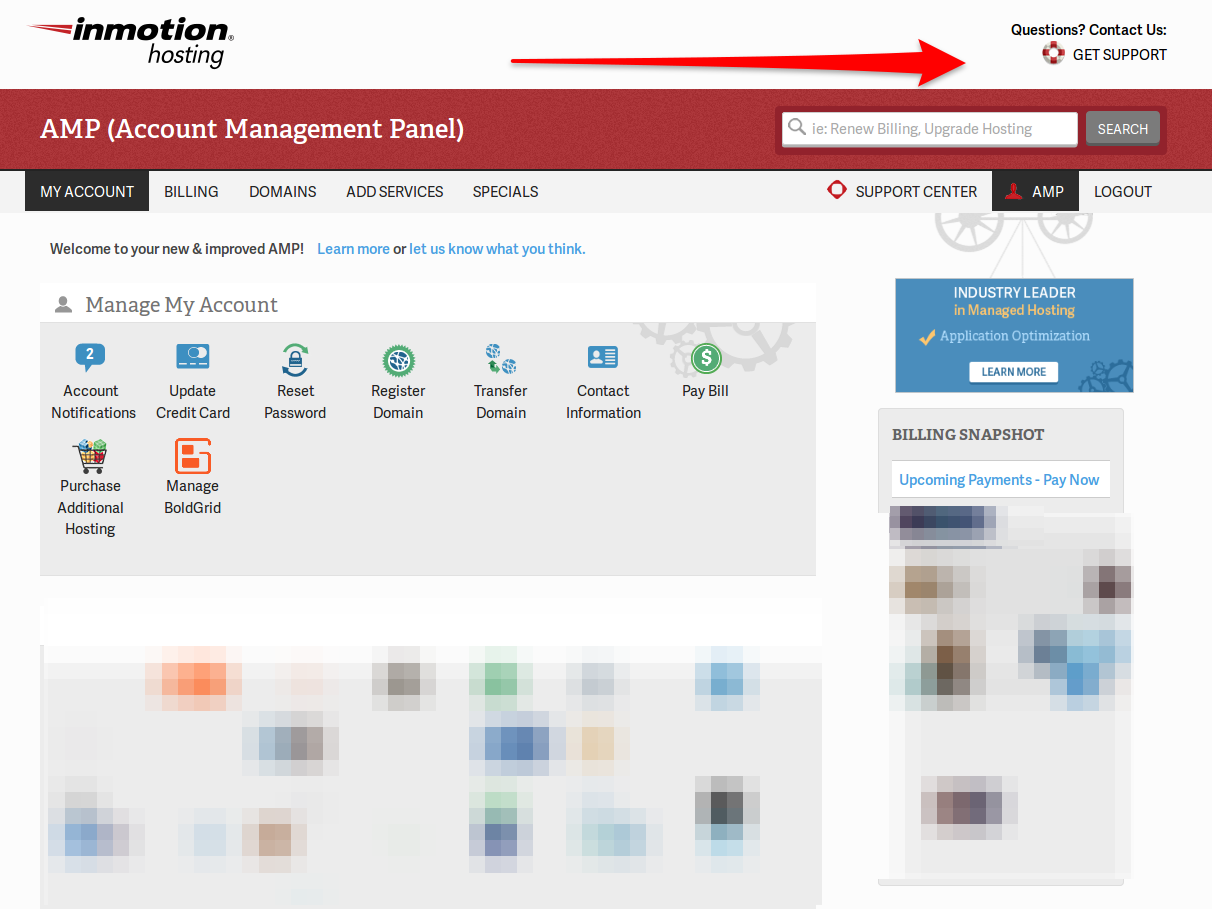 inmotion®
hosting
Questions? Contact Us:
GET SUPPORT
AMP (Account Management Panel)
ie: Renew Billing, Upgrade Hosting
SEARCH
MY ACCOUNT
BILLING
DOMAINS
ADD SERVICES
SPECIALS
SUPPORT CENTER
AMP
LOGOUT
Welcome to your new & improved AMP! Learn more or let us know what you think.
INDUSTRY LEADER
in Managed Hosting
Application Optimization
LEARN MORE
Manage My Account
2
Account
Notifications
Update
Credit Card
Reset
Password
Register
Domain
Transfer
Domain
Contact
Information
$
Pay Bill
Purchase
Additional
Hosting
Manage
BoldGrid
BILLING SNAPSHOT
Upcoming Payments - Pay Now